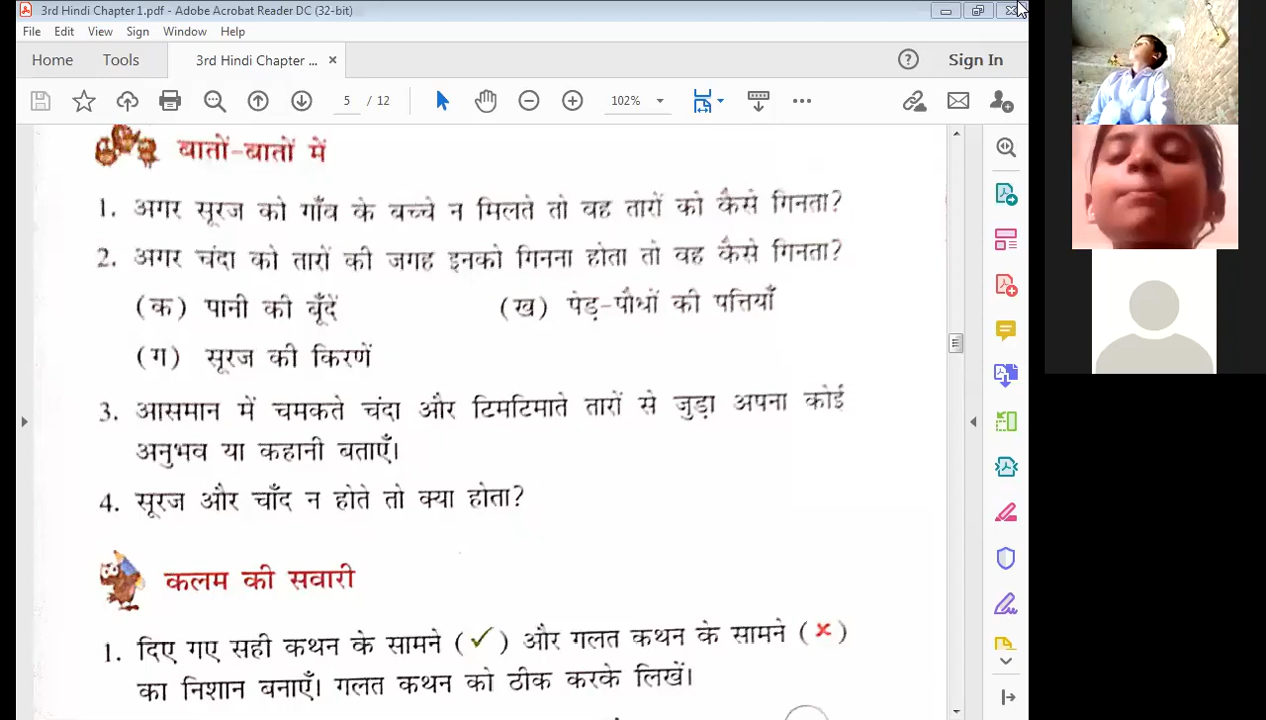 3rd Hindi Chapter 1.pdf - Adobe Acrobat Reader DC (32-bit)
File Edit View Sign Window Help
Home Tools 3rd Hindi Chapter ... × Sign In
5 / 12 102%
बातों-बातों में
1. अगर सूरज को गाँव के बच्चे न मिलते तो वह तारों को कैसे गिनता?
2. अगर चंदा को तारों की जगह इनको गिनना होता तो वह कैसे गिनता?
(क) पानी की बूँदें (ख) पेड़-पौधों की पत्तियाँ
(ग) सूरज की किरणें
3. आसमान में चमकते चंदा और टिमटिमाते तारों से जुड़ा अपना कोई
अनुभव या कहानी बताएँ।
4. सूरज और चाँद न होते तो क्या होता?
कलम की सवारी
1. दिए गए सही कथन के सामने (✓) और गलत कथन के सामने (×)
का निशान बनाएँ। गलत कथन को ठीक करके लिखें।